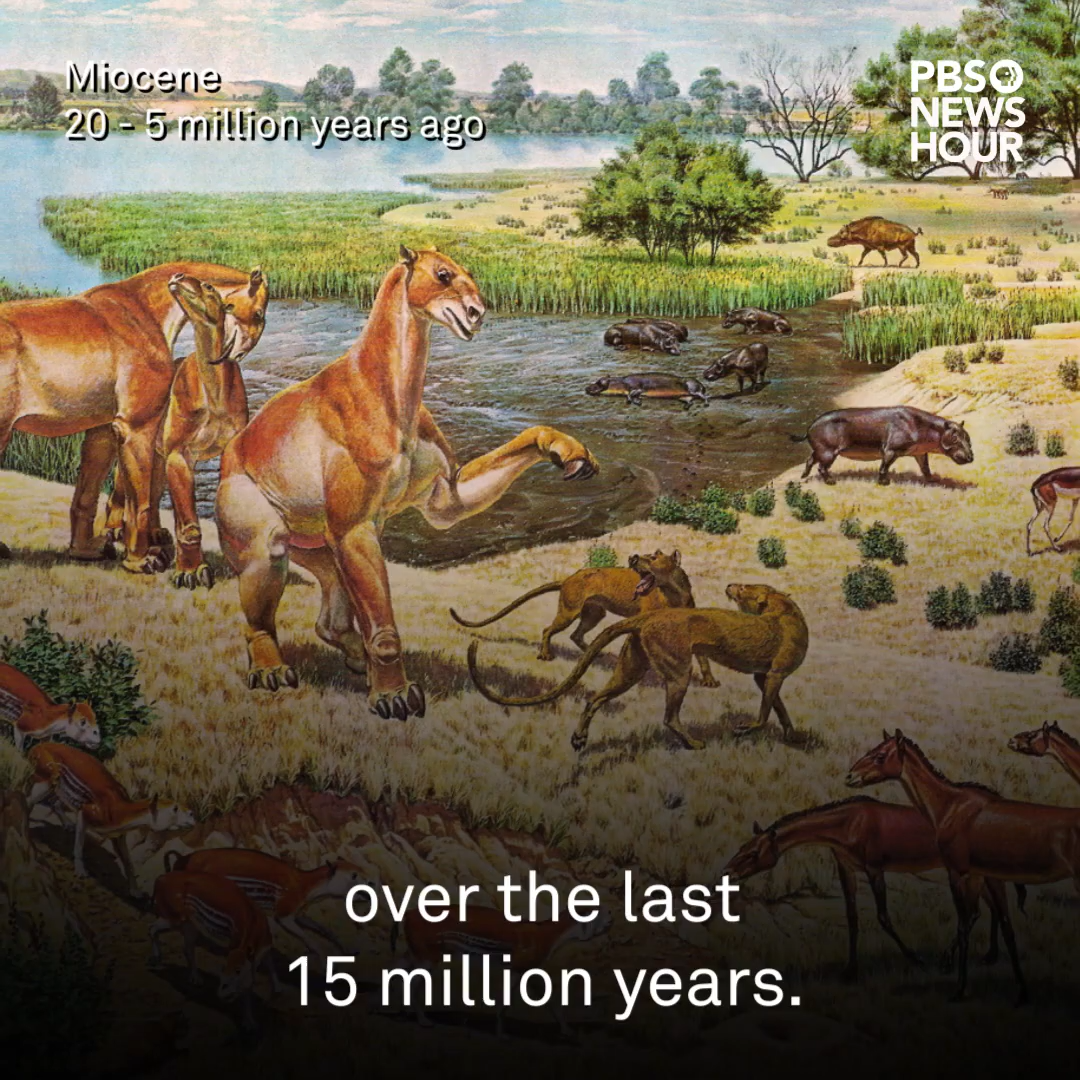 Miocene
20 - 5 million years ago
PBS
NEWS
HOUR
over the last
15 million years.